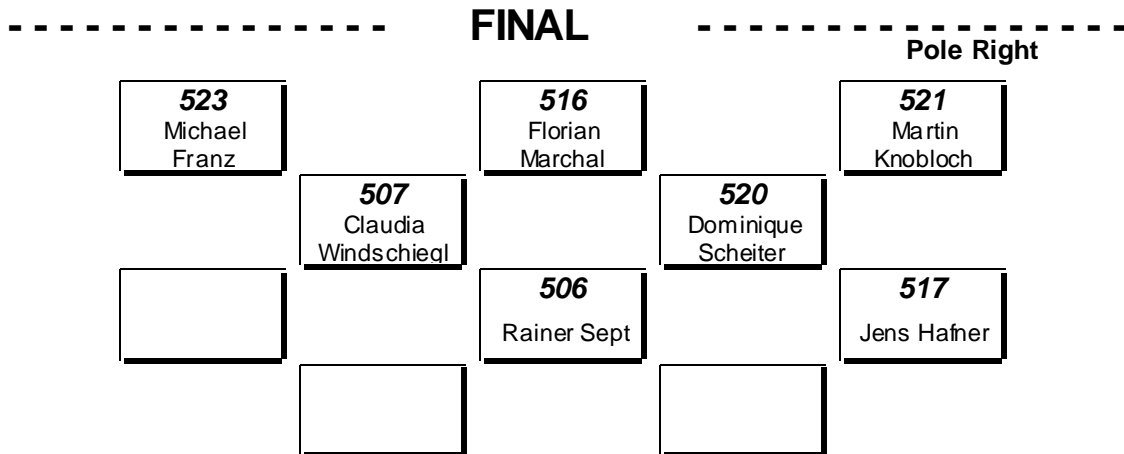 - - - - - - - - - - - - - - - - FINAL - - - - - - - - - - - - - - - - - -
Pole Right
523
Michael
Franz
516
Florian
Marchal
521
Martin
Knobloch
507
Claudia
Windschiegl
520
Dominique
Scheiter
506
Rainer Sept
517
Jens Hafner